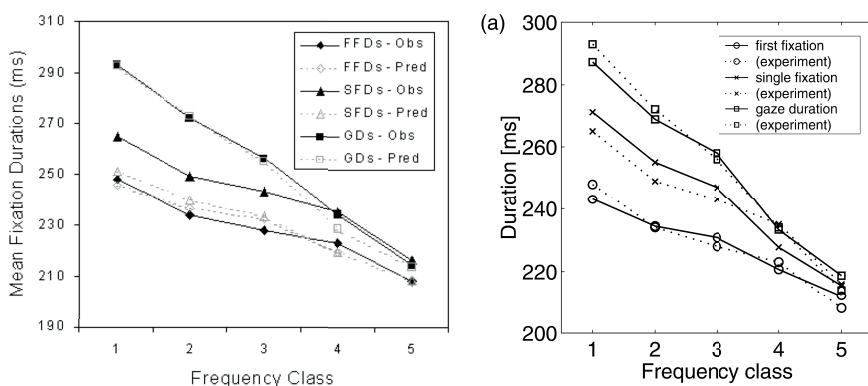 310
290
270
250
230
210
190
Mean Fixation Durations (ms)
FFDs - Obs
FFDs - Pred
SFDs - Obs
SFDs - Pred
GDs - Obs
GDs - Pred
1 2 3 4 5
Frequency Class
(a)
300
280
260
240
220
200
Duration [ms]
first fixation
(experiment)
single fixation
(experiment)
gaze duration
(experiment)
1 2 3 4 5
Frequency class